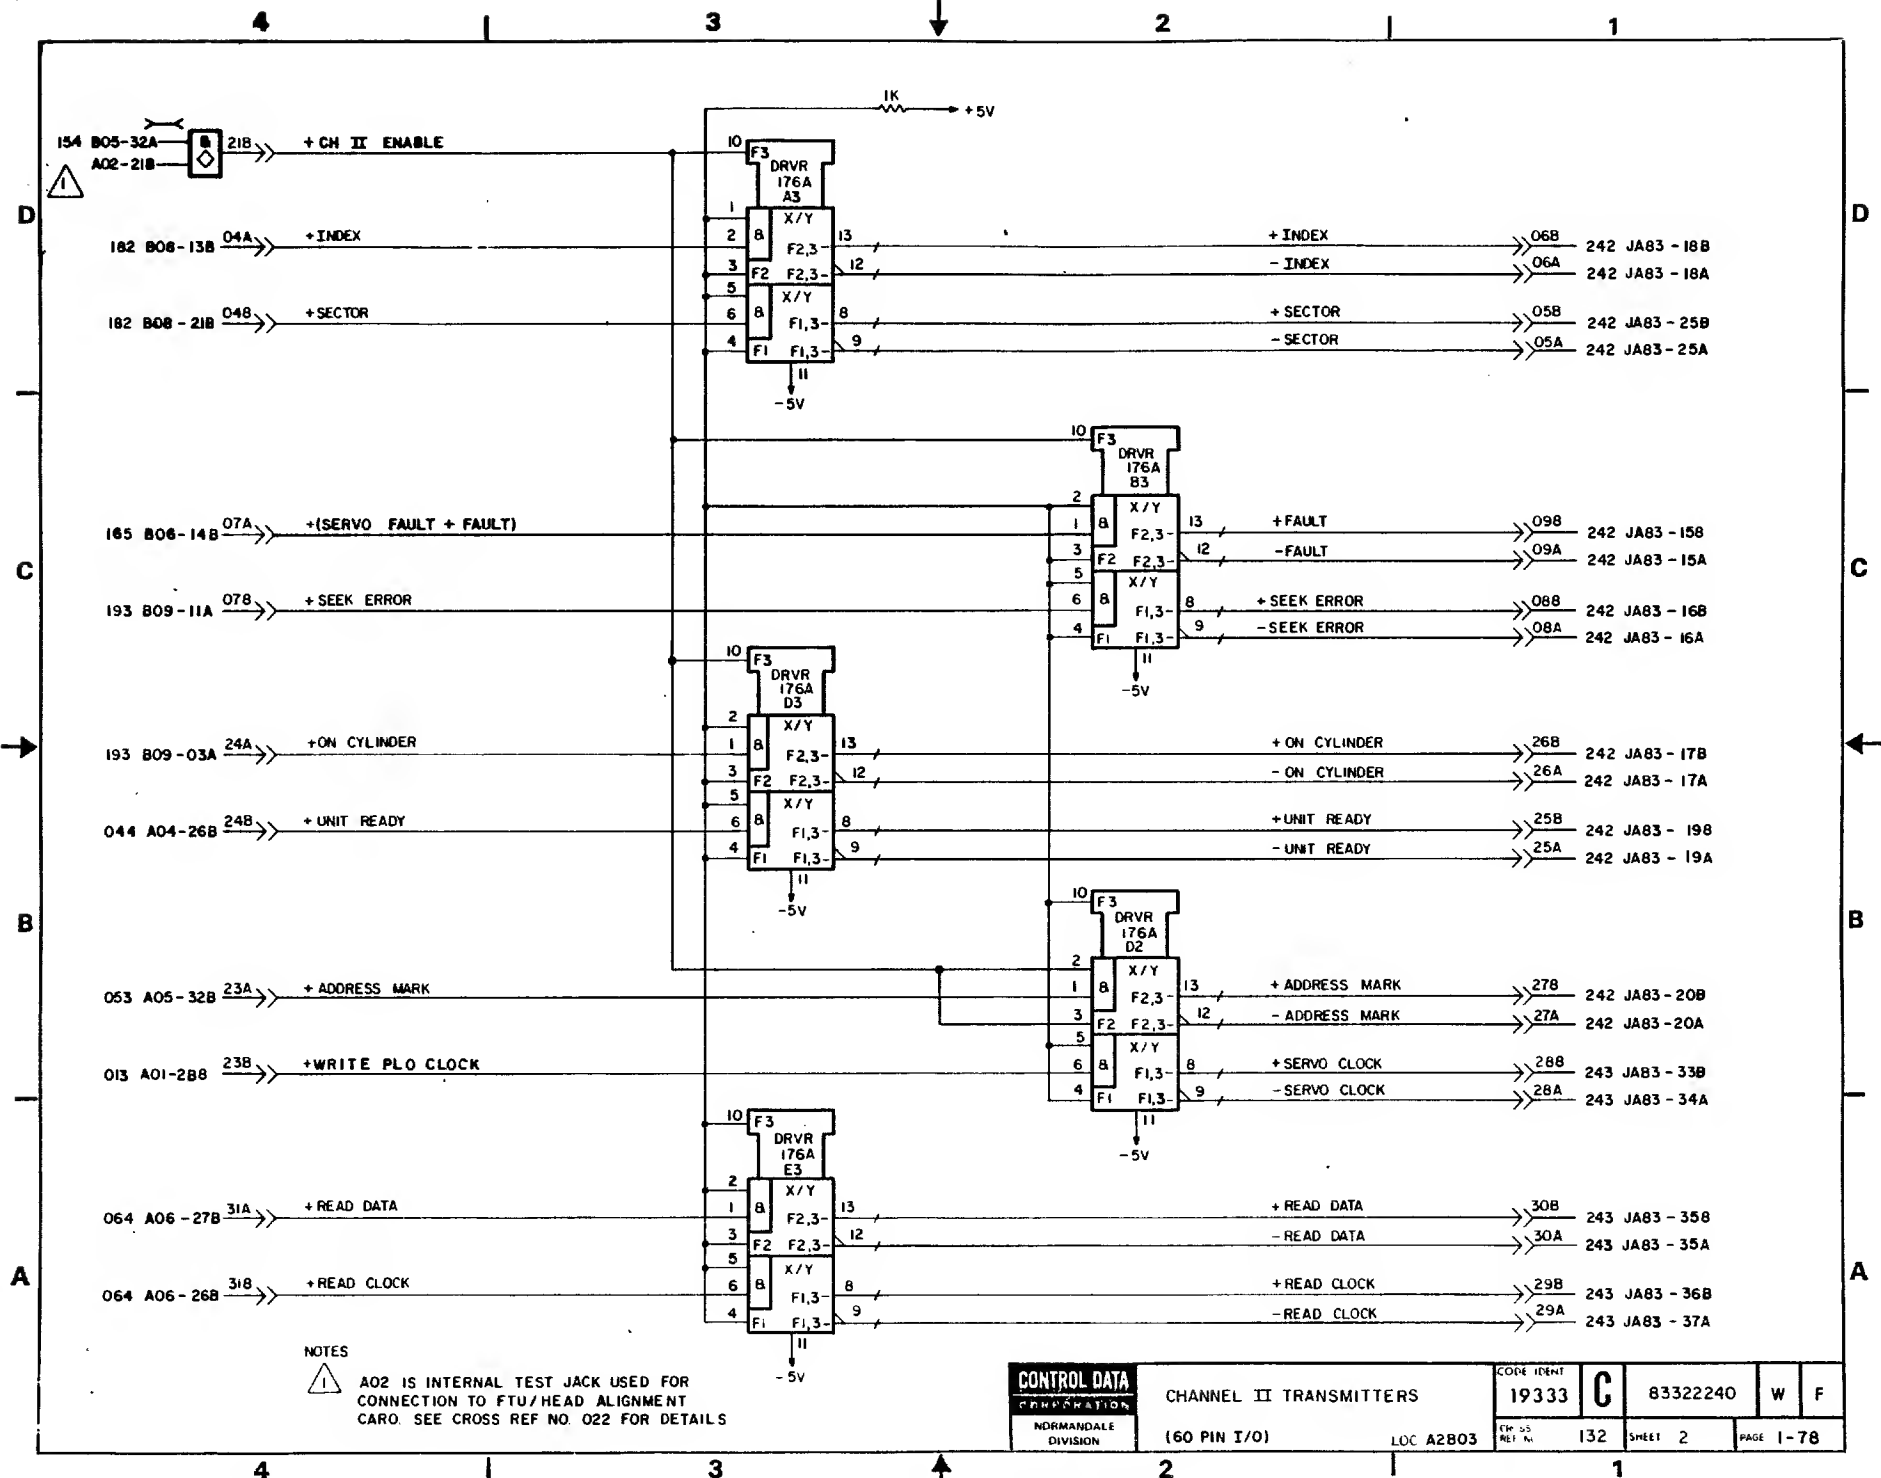 4 3 2 1
1K
+5V
154 B05-32A
A02-21B
&
21B
+ CH II ENABLE
1
10 F3
DRVR
176A
A3
D
D
1 X/Y
182 B06-13B 04A +INDEX 2 & F2,3 13 +INDEX 06B 242 JA83-18B
3 F2 F2,3 12 -INDEX 06A 242 JA83-18A
5 X/Y
182 B08-21B 04B +SECTOR 6 & F1,3 8 +SECTOR 05B 242 JA83-25B
4 F1 F1,3 9 -SECTOR 05A 242 JA83-25A
11
-5V
10 F3
DRVR
176A
B3
2 X/Y
165 B06-14B 07A +(SERVO FAULT + FAULT) 1 & F2,3 13 +FAULT 09B 242 JA83-15B
3 F2 F2,3 12 -FAULT 09A 242 JA83-15A
C
C
5 X/Y
193 B09-11A 07B +SEEK ERROR 6 & F1,3 8 +SEEK ERROR 08B 242 JA83-16B
4 F1 F1,3 9 -SEEK ERROR 08A 242 JA83-16A
11
-5V
10 F3
DRVR
176A
D3
2 X/Y
193 B09-03A 24A +ON CYLINDER 1 & F2,3 13 +ON CYLINDER 26B 242 JA83-17B
3 F2 F2,3 12 -ON CYLINDER 26A 242 JA83-17A
5 X/Y
044 A04-26B 24B +UNIT READY 6 & F1,3 8 +UNIT READY 25B 242 JA83-19B
4 F1 F1,3 9 -UNIT READY 25A 242 JA83-19A
11
-5V
B
B
10 F3
DRVR
176A
D2
2 X/Y
053 A05-32B 23A +ADDRESS MARK 1 & F2,3 13 +ADDRESS MARK 27B 242 JA83-20B
3 F2 F2,3 12 -ADDRESS MARK 27A 242 JA83-20A
5 X/Y
013 A01-2B8 23B +WRITE PLO CLOCK 6 & F1,3 8 +SERVO CLOCK 28B 243 JA83-33B
4 F1 F1,3 9 -SERVO CLOCK 28A 243 JA83-34A
11
-5V
10 F3
DRVR
176A
E3
2 X/Y
064 A06-27B 31A +READ DATA 1 & F2,3 13 +READ DATA 30B 243 JA83-35B
3 F2 F2,3 12 -READ DATA 30A 243 JA83-35A
A
A
5 X/Y
064 A06-26B 31B +READ CLOCK 6 & F1,3 8 +READ CLOCK 29B 243 JA83-36B
4 F1 F1,3 9 -READ CLOCK 29A 243 JA83-37A
11
-5V
NOTES
1 A02 IS INTERNAL TEST JACK USED FOR
CONNECTION TO FTU/HEAD ALIGNMENT
CARD. SEE CROSS REF NO. 022 FOR DETAILS
CONTROL DATA
CORPORATION
NORMANDALE
DIVISION
CHANNEL II TRANSMITTERS
(60 PIN I/O) LOC A2B03
CODE IDENT
19333
C
83322240
W
F
CROSS
REF NO. 132
SHEET 2
PAGE 1-78
4 3 2 1